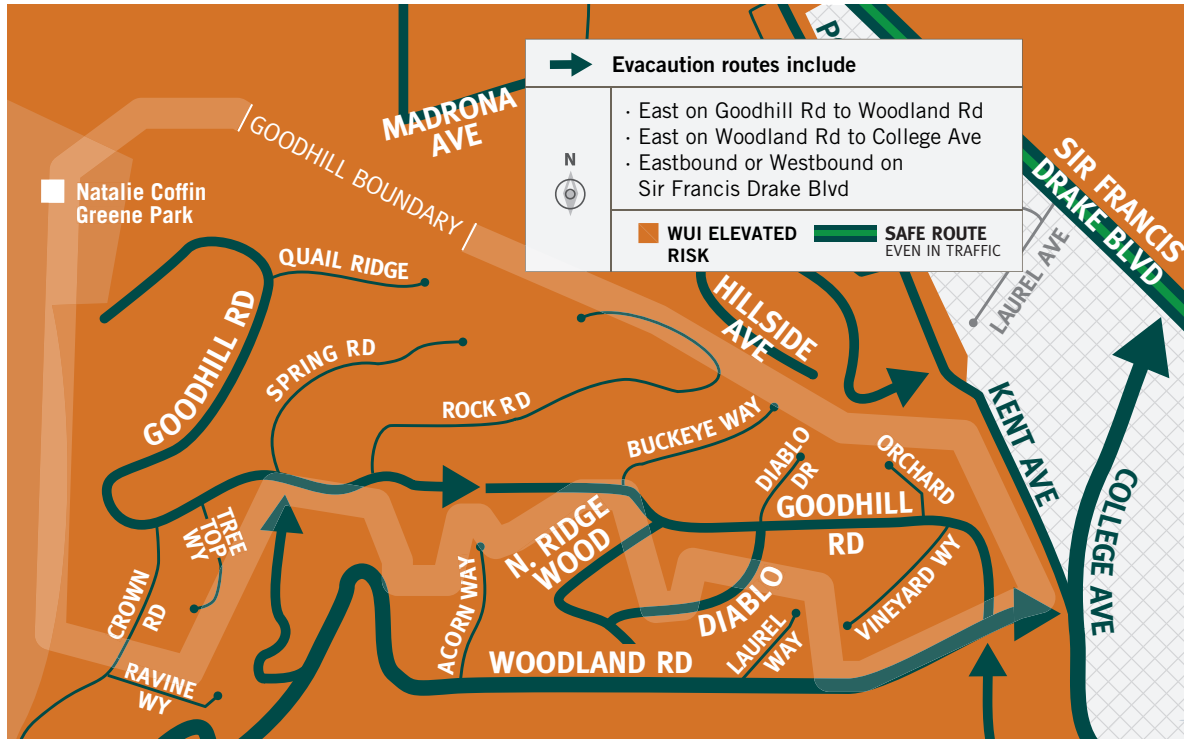 Evacaution routes include
· East on Goodhill Rd to Woodland Rd
· East on Woodland Rd to College Ave
· Eastbound or Westbound on
Sir Francis Drake Blvd
N
WUI ELEVATED
RISK
SAFE ROUTE
EVEN IN TRAFFIC
MADRONA
AVE
GOODHILL BOUNDARY
Natalie Coffin
Greene Park
SIR FRANCIS
DRAKE BLVD
LAUREL AVE
QUAIL RIDGE
HILLSIDE
AVE
GOODHILL RD
SPRING RD
ROCK RD
BUCKEYE WAY
DIABLO
DR
ORCHARD
KENT AVE
COLLEGE AVE
GOODHILL
RD
TREE
TOP
WY
N. RIDGE
WOOD
CROWN
RD
ACORN WAY
DIABLO
VINEYARD WY
LAUREL
WAY
WOODLAND RD
RAVINE
WY